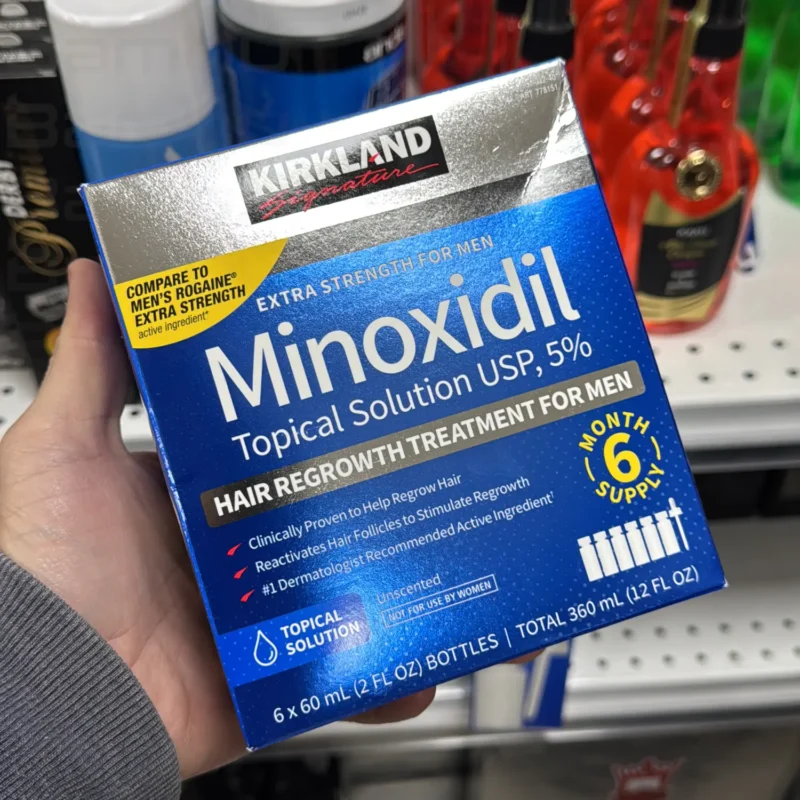 KIRKLAND
Signature
COMPARE TO
MEN'S ROGAINE®
EXTRA STRENGTH
active ingredient*
EXTRA STRENGTH FOR MEN
Minoxidil
Topical Solution USP, 5%
HAIR REGROWTH TREATMENT FOR MEN
MONTH
6
SUPPLY
Clinically Proven to Help Regrow Hair
Reactivates Hair Follicles to Stimulate Regrowth
#1 Dermatologist Recommended Active Ingredient†
Unscented
NOT FOR USE BY WOMEN
TOPICAL
SOLUTION
6 x 60 mL (2 FL OZ) BOTTLES | TOTAL 360 mL (12 FL OZ)
DERBY